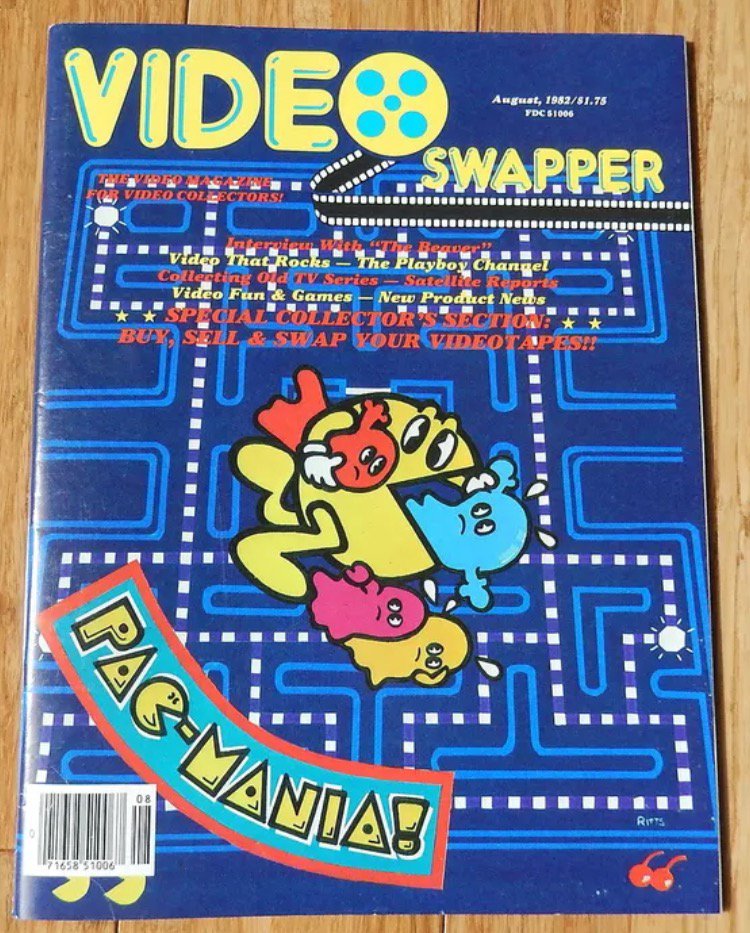 VIDEO
August, 1982/$1.75
FDC 51006
SWAPPER
THE VIDEO MAGAZINE
FOR VIDEO COLLECTORS!
Interview With "The Beaver"
Video That Rocks — The Playboy Channel
Collecting Old TV Series — Satellite Reports
Video Fun & Games — New Product News
★ ★ SPECIAL COLLECTOR'S SECTION: ★ ★
BUY, SELL & SWAP YOUR VIDEOTAPES!!
PAC-MANIA!
RITTS
08
0 71658 51006